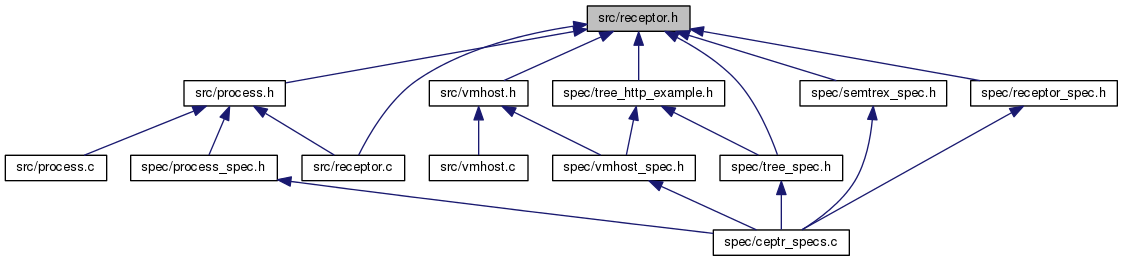 src/receptor.h
src/process.h
src/vmhost.h
spec/tree_http_example.h
spec/semtrex_spec.h
spec/receptor_spec.h
src/process.c
spec/process_spec.h
src/receptor.c
src/vmhost.c
spec/vmhost_spec.h
spec/tree_spec.h
spec/ceptr_specs.c